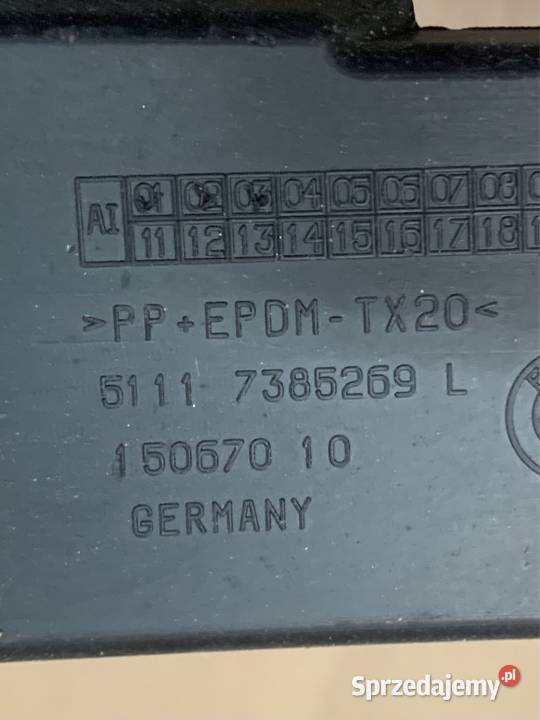 AI 01 02 03 04 05 06 07 08
11 12 13 14 15 16 17 18
>PP+EPDM-TX20<
5111 7385269 L
150670 10
GERMANY
Sprzedajemy.pl